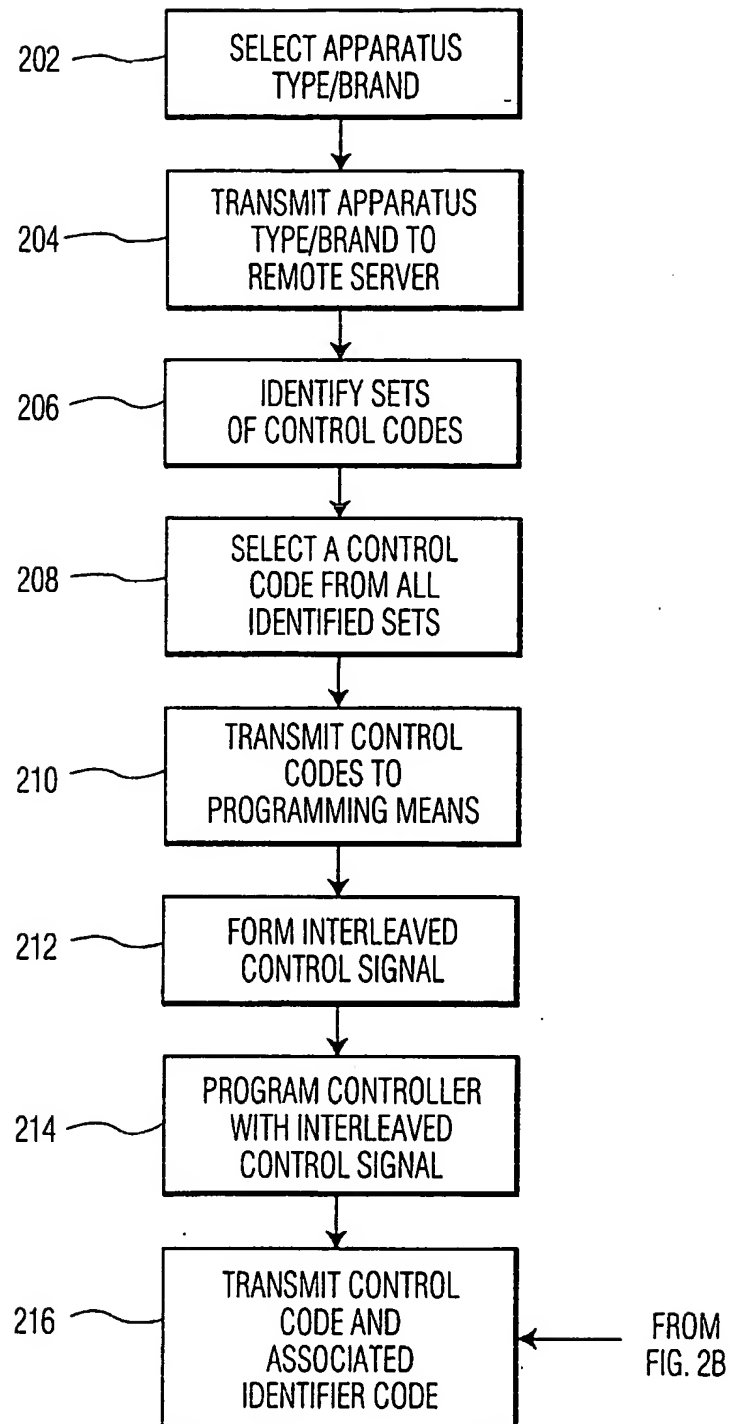 202
SELECT APPARATUS
TYPE/BRAND
204
TRANSMIT APPARATUS
TYPE/BRAND TO
REMOTE SERVER
206
IDENTIFY SETS
OF CONTROL CODES
208
SELECT A CONTROL
CODE FROM ALL
IDENTIFIED SETS
210
TRANSMIT CONTROL
CODES TO
PROGRAMMING MEANS
212
FORM INTERLEAVED
CONTROL SIGNAL
214
PROGRAM CONTROLLER
WITH INTERLEAVED
CONTROL SIGNAL
216
TRANSMIT CONTROL
CODE AND
ASSOCIATED
IDENTIFIER CODE
FROM
FIG. 2B